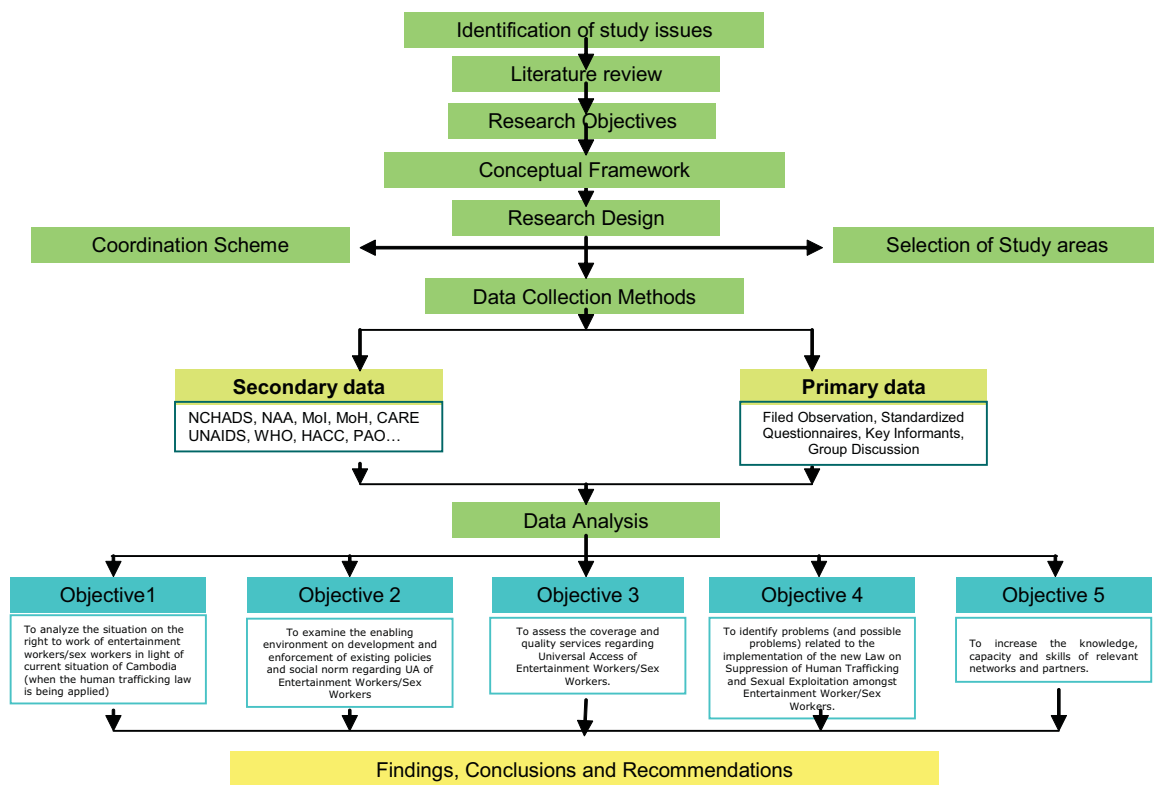 Identification of study issues
Literature review
Research Objectives
Conceptual Framework
Research Design
Coordination Scheme
Selection of Study areas
Data Collection Methods
Secondary data
NCHADS, NAA, MoI, MoH, CARE
UNAIDS, WHO, HACC, PAO…
Primary data
Filed Observation, Standardized
Questionnaires, Key Informants,
Group Discussion
Data Analysis
Objective1
To analyze the situation on the
right to work of entertainment
workers/sex workers in light of
current situation of Cambodia
(when the human trafficking law
is being applied)
Objective 2
To examine the enabling
environment on development and
enforcement of existing policies
and social norm regarding UA of
Entertainment Workers/Sex
Workers
Objective 3
To assess the coverage and
quality services regarding
Universal Access of
Entertainment Workers/Sex
Workers.
Objective 4
To identify problems (and possible
problems) related to the
implementation of the new Law on
Suppression of Human Trafficking
and Sexual Exploitation amongst
Entertainment Worker/Sex
Workers.
Objective 5
To increase the knowledge,
capacity and skills of relevant
networks and partners.
Findings, Conclusions and Recommendations